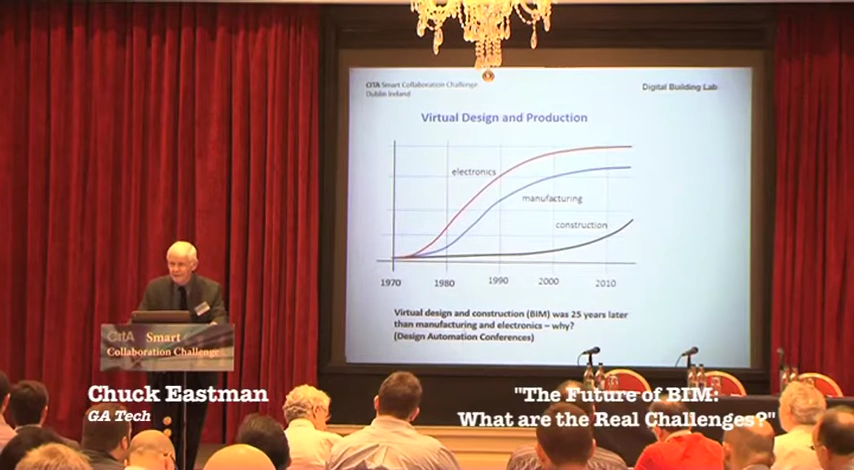 CITA Smart Collaboration Challenge
Dublin Ireland
Digital Building Lab
Virtual Design and Production
electronics
manufacturing
construction
1970 1980 1990 2000 2010
Virtual design and construction (BIM) was 25 years later
than manufacturing and electronics – why?
(Design Automation Conferences)
CitA Smart
Collaboration Challenge
Chuck Eastman
GA Tech
"The Future of BIM:
What are the Real Challenges?"